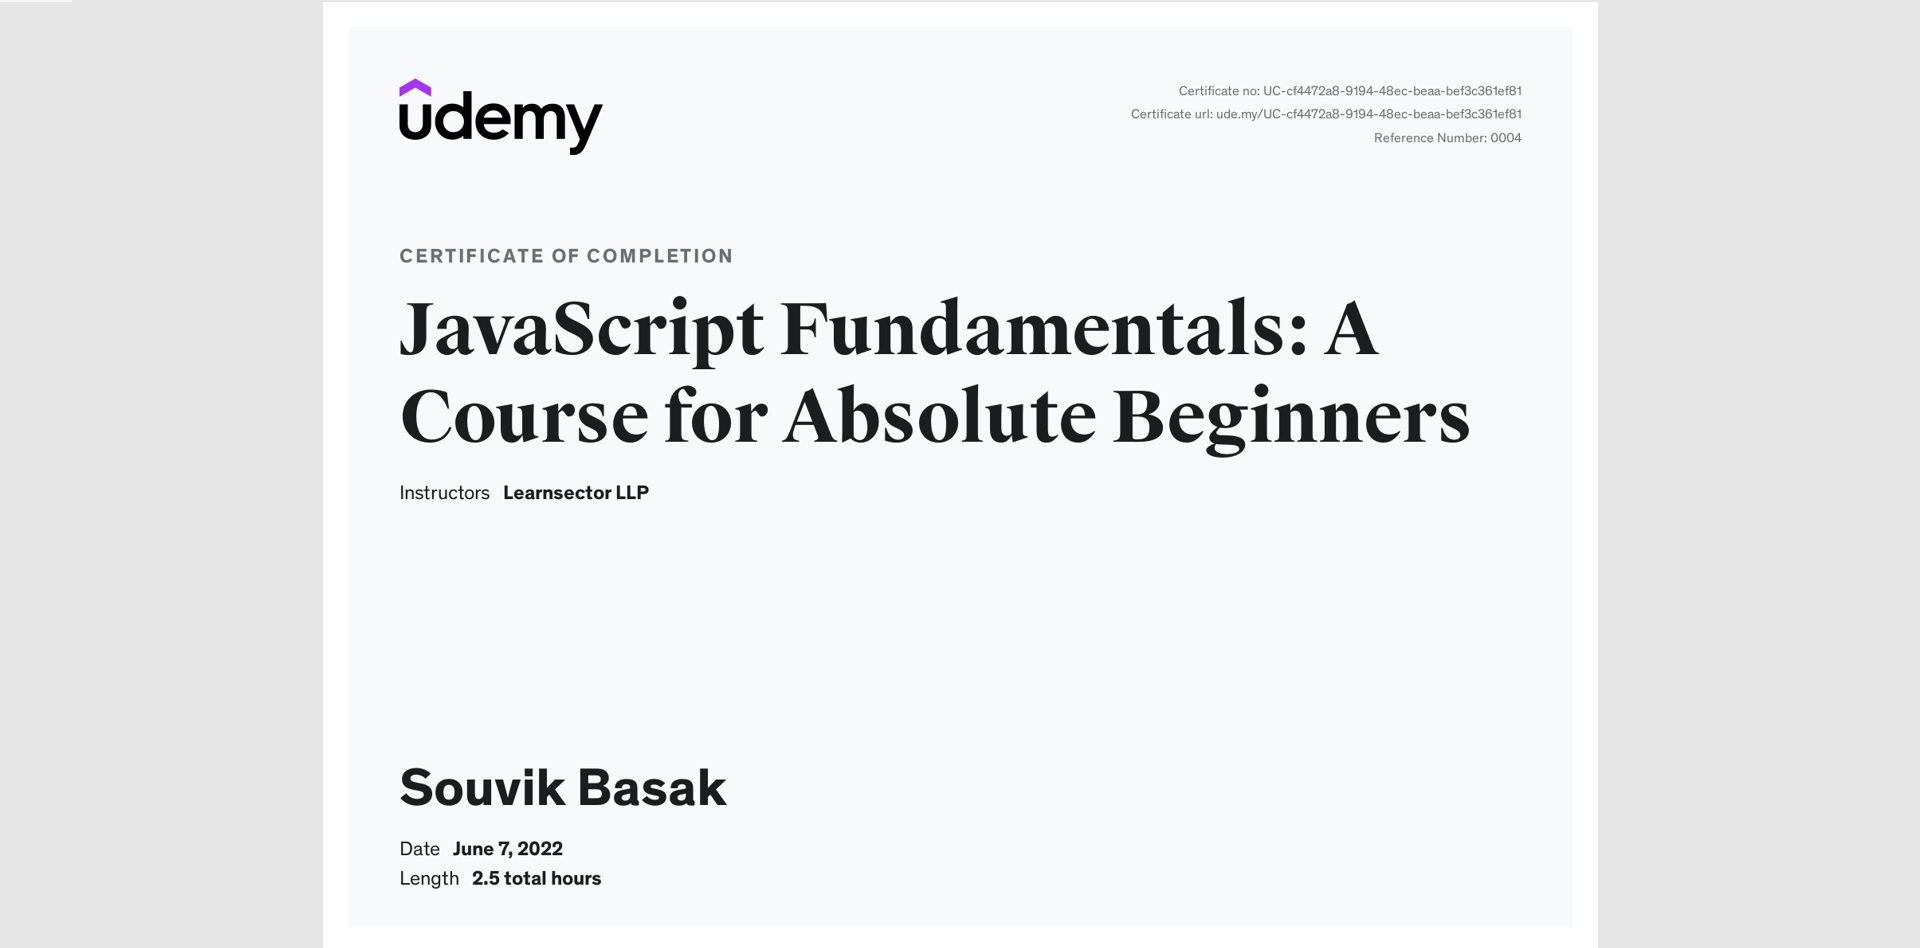 udemy
Certificate no: UC-cf4472a8-9194-48ec-beaa-bef3c361ef81
Certificate url: ude.my/UC-cf4472a8-9194-48ec-beaa-bef3c361ef81
Reference Number: 0004
CERTIFICATE OF COMPLETION
JavaScript Fundamentals: A
Course for Absolute Beginners
Instructors Learnsector LLP
Souvik Basak
Date June 7, 2022
Length 2.5 total hours